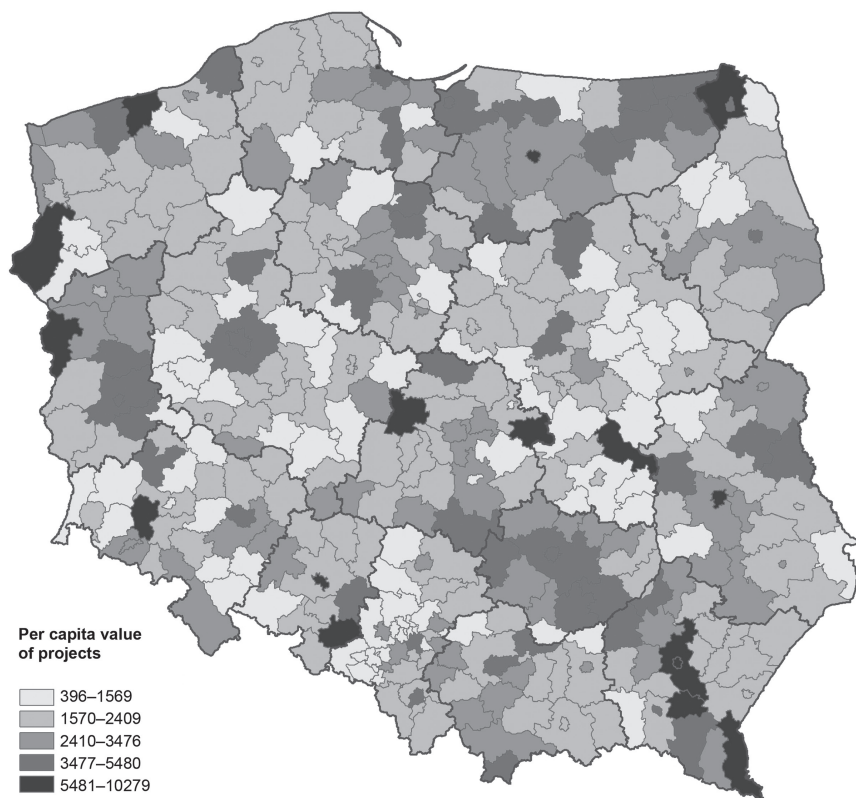 Per capita value
of projects
396–1569
1570–2409
2410–3476
3477–5480
5481–10279